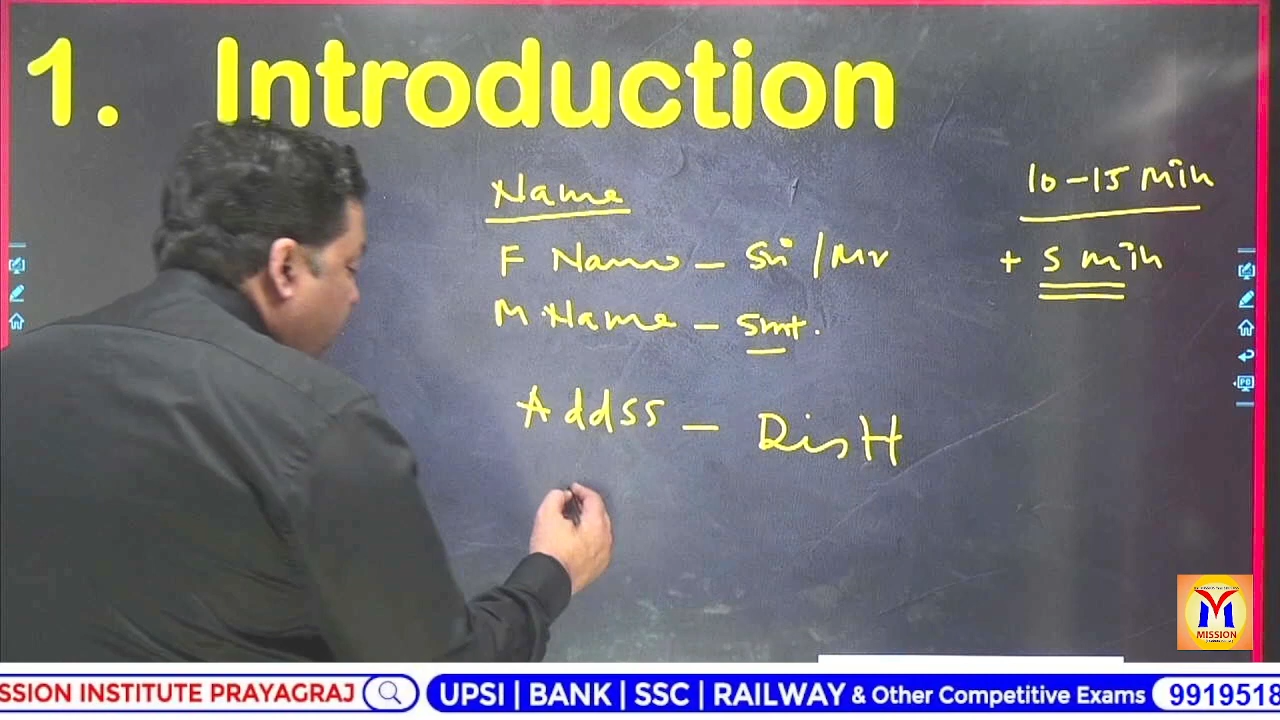 1. Introduction
Name
10-15 Min
F Name - Sri / Mr
+ 5 min
M. Name - Smt.
Addss - Distt
MISSION
SSION INSTITUTE PRAYAGRAJ
UPSI | BANK | SSC | RAILWAY & Other Competitive Exams
9919518